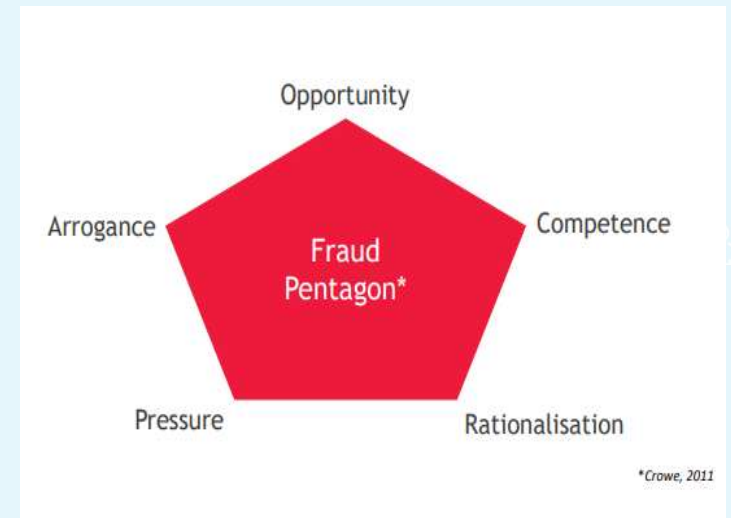 Opportunity
Arrogance
Competence
Fraud
Pentagon*
Pressure
Rationalisation
*Crowe, 2011